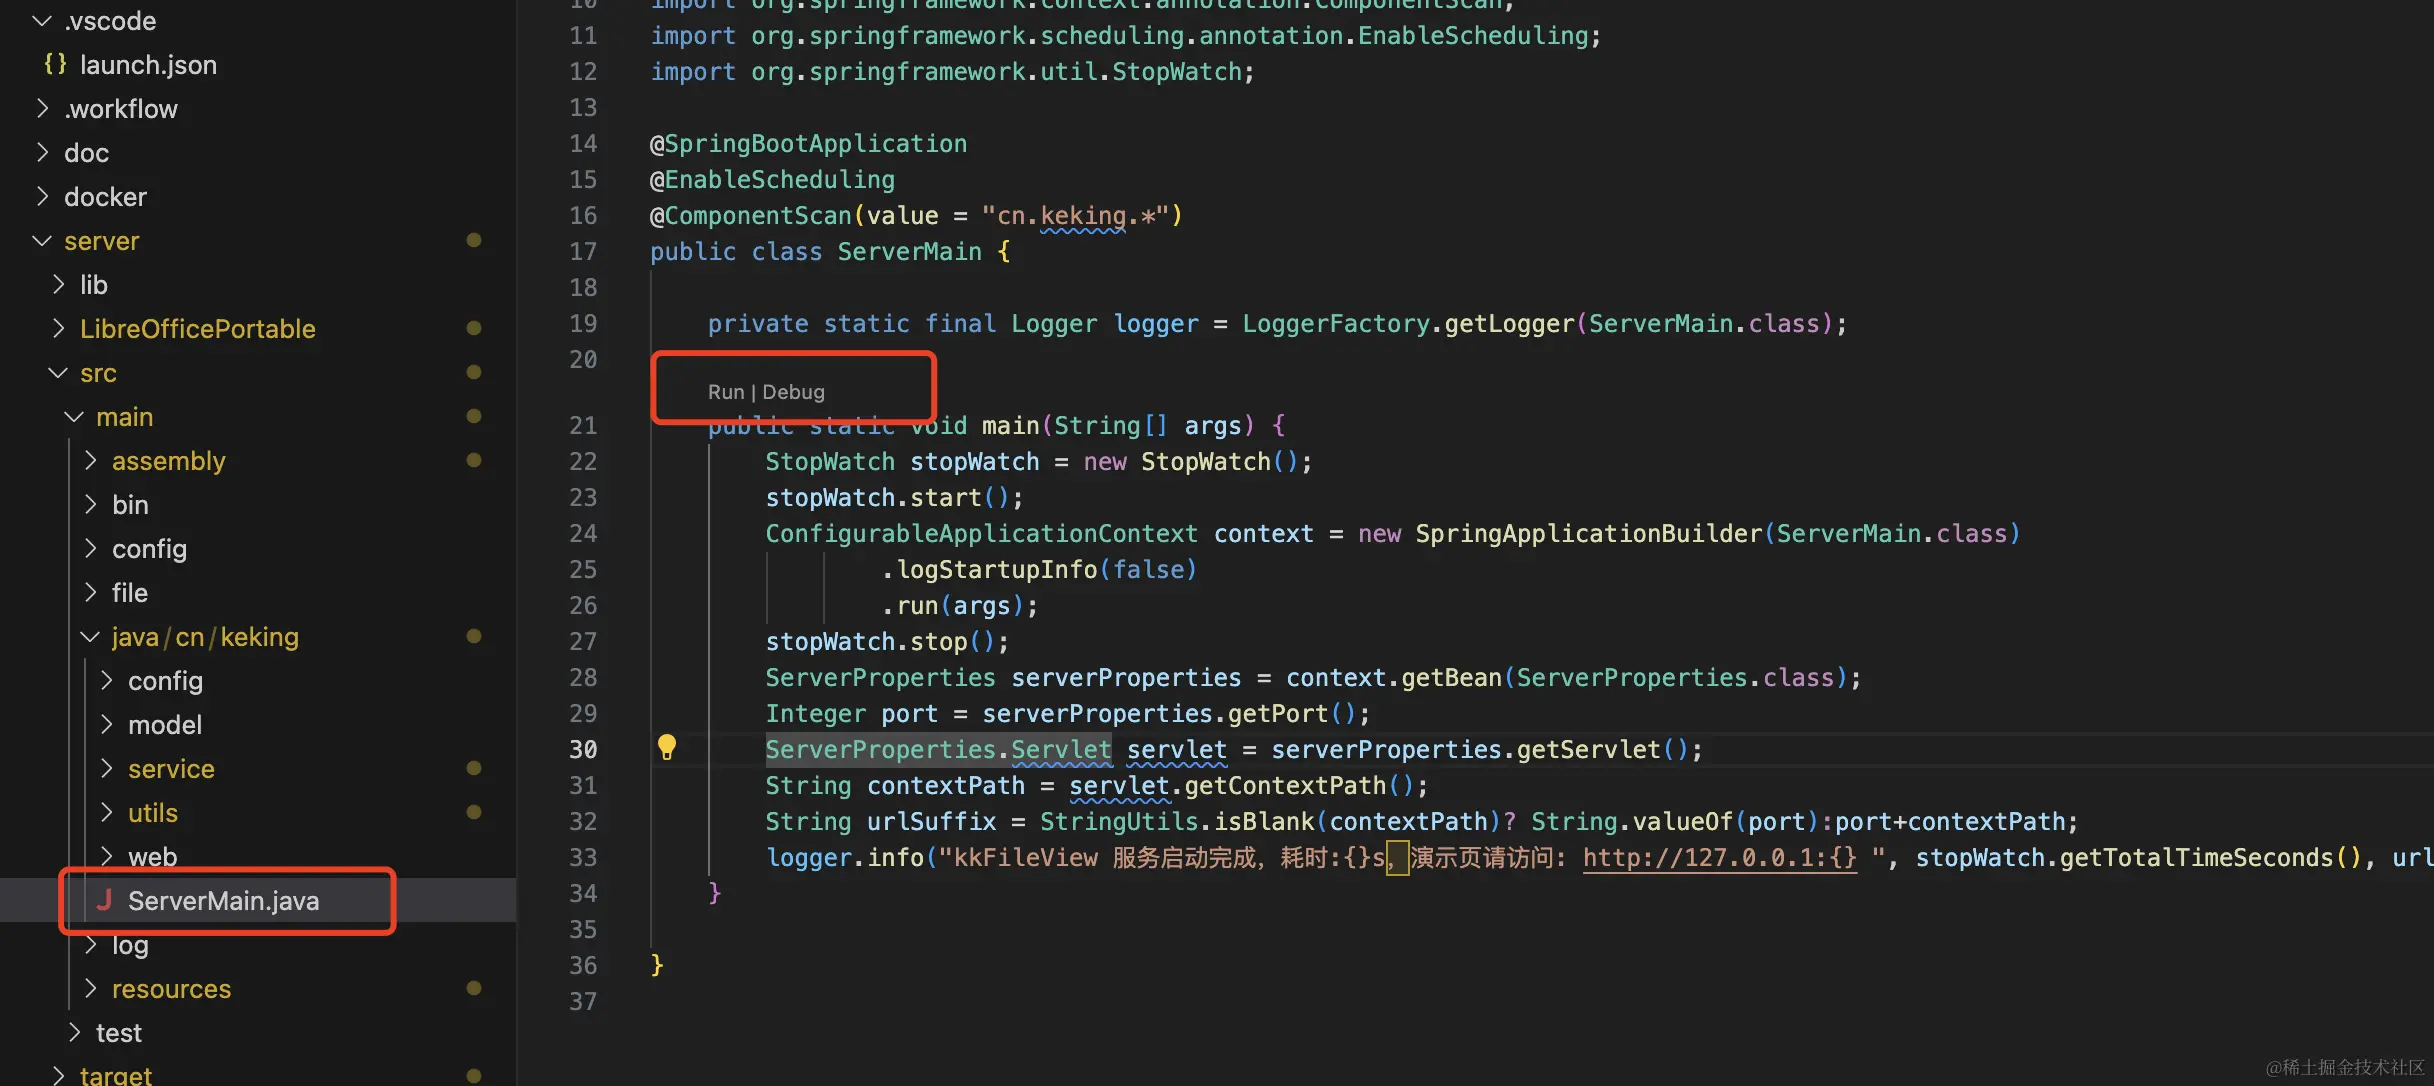 .vscode
{} launch.json
.workflow
doc
docker
server
lib
LibreOfficePortable
src
main
assembly
bin
config
file
java/cn/keking
config
model
service
utils
web
J ServerMain.java
log
resources
test
target
10 import org.springframework.context.annotation.ComponentScan;
11 import org.springframework.scheduling.annotation.EnableScheduling;
12 import org.springframework.util.StopWatch;
13
14 @SpringBootApplication
15 @EnableScheduling
16 @ComponentScan(value = "cn.keking.*")
17 public class ServerMain {
18
19 private static final Logger logger = LoggerFactory.getLogger(ServerMain.class);
20
Run | Debug
21 public static void main(String[] args) {
22 StopWatch stopWatch = new StopWatch();
23 stopWatch.start();
24 ConfigurableApplicationContext context = new SpringApplicationBuilder(ServerMain.class)
25 .logStartupInfo(false)
26 .run(args);
27 stopWatch.stop();
28 ServerProperties serverProperties = context.getBean(ServerProperties.class);
29 Integer port = serverProperties.getPort();
30 ServerProperties.Servlet servlet = serverProperties.getServlet();
31 String contextPath = servlet.getContextPath();
32 String urlSuffix = StringUtils.isBlank(contextPath)? String.valueOf(port):port+contextPath;
33 logger.info("kkFileView 服务启动完成，耗时:{}s，演示页请访问: http://127.0.0.1:{} ", stopWatch.getTotalTimeSeconds(), url
34 }
35
36 }
37
@稀土掘金技术社区